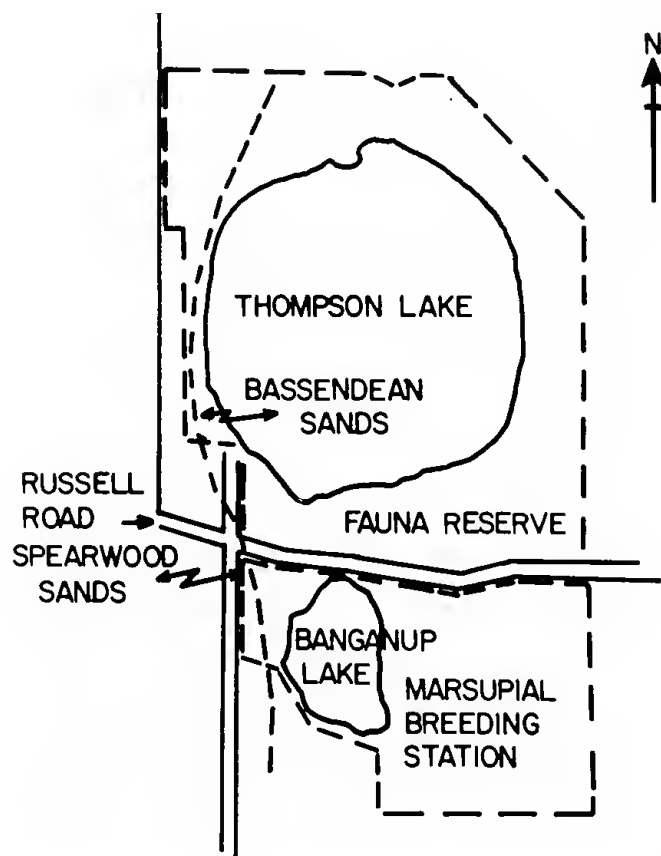 N
THOMPSON LAKE
BASSENDEAN
SANDS
RUSSELL
ROAD
FAUNA RESERVE
SPEARWOOD
SANDS
BANGANUP
LAKE
MARSUPIAL
BREEDING
STATION